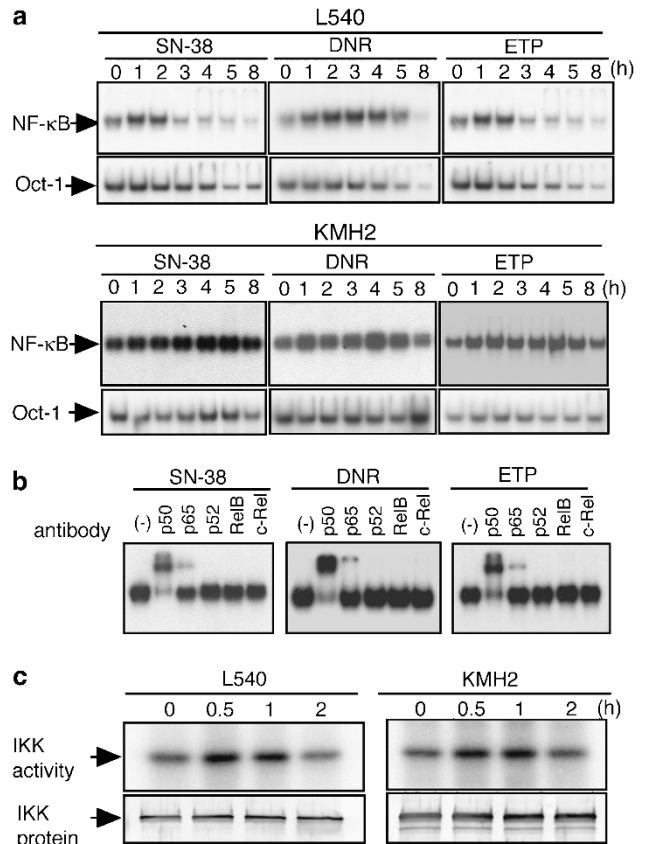 a
L540
SN-38 DNR ETP
0 1 2 3 4 5 8 0 1 2 3 4 5 8 0 1 2 3 4 5 8 (h)
NF-κB
Oct-1
KMH2
SN-38 DNR ETP
0 1 2 3 4 5 8 0 1 2 3 4 5 8 0 1 2 3 4 5 8 (h)
NF-κB
Oct-1
b
SN-38 DNR ETP
antibody (-) p50 p65 p52 RelB c-Rel (-) p50 p65 p52 RelB c-Rel (-) p50 p65 p52 RelB c-Rel
c
L540 KMH2
0 0.5 1 2 0 0.5 1 2 (h)
IKK
activity
IKK
protein